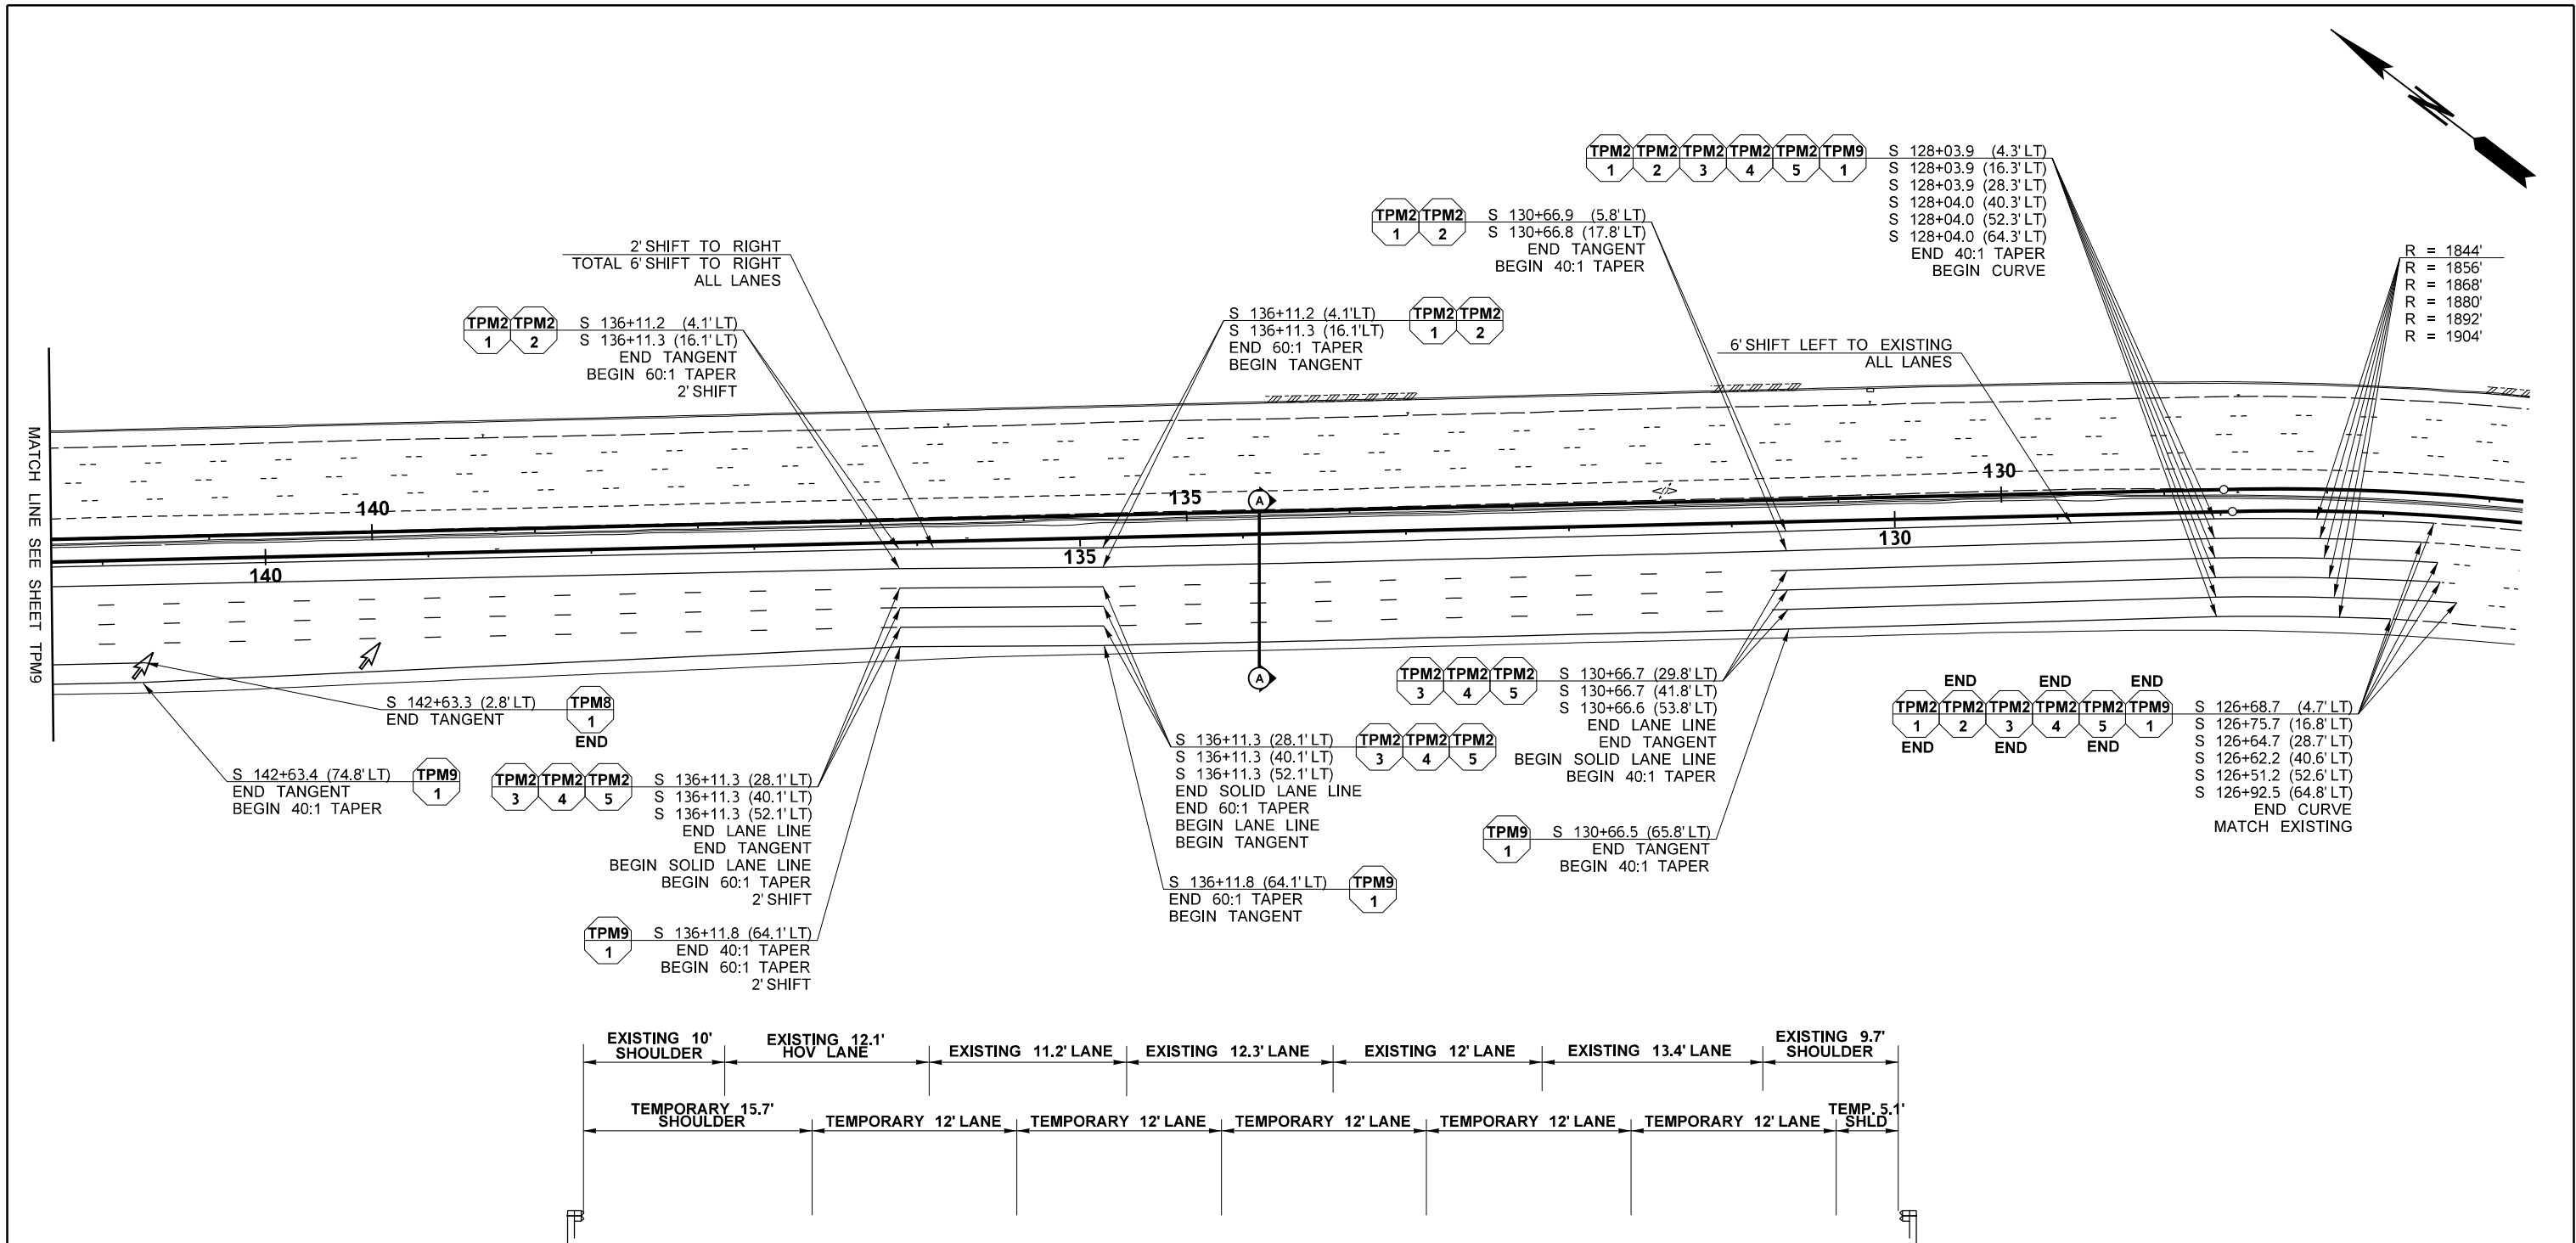 2' SHIFT TO RIGHT
TOTAL 6' SHIFT TO RIGHT
ALL LANES
TPM2 1
TPM2 2
S 136+11.2 (4.1' LT)
S 136+11.3 (16.1' LT)
END TANGENT
BEGIN 60:1 TAPER
2' SHIFT
S 136+11.2 (4.1' LT)
S 136+11.3 (16.1' LT)
END 60:1 TAPER
BEGIN TANGENT
TPM2 1
TPM2 2
TPM2 1
TPM2 2
S 130+66.9 (5.8' LT)
S 130+66.8 (17.8' LT)
END TANGENT
BEGIN 40:1 TAPER
TPM2 1
TPM2 2
TPM2 3
TPM2 4
TPM2 5
TPM9 1
S 128+03.9 (4.3' LT)
S 128+03.9 (16.3' LT)
S 128+03.9 (28.3' LT)
S 128+04.0 (40.3' LT)
S 128+04.0 (52.3' LT)
S 128+04.0 (64.3' LT)
END 40:1 TAPER
BEGIN CURVE
N
R = 1844'
R = 1856'
R = 1868'
R = 1880'
R = 1892'
R = 1904'
6' SHIFT LEFT TO EXISTING
ALL LANES
MATCH LINE SEE SHEET TPM19
140
135
130
140
135
130
A
A
S 142+63.3 (2.8' LT)
END TANGENT
TPM8 1
END
S 142+63.4 (74.8' LT)
END TANGENT
BEGIN 40:1 TAPER
TPM9 1
TPM2 3
TPM2 4
TPM2 5
S 136+11.3 (28.1' LT)
S 136+11.3 (40.1' LT)
S 136+11.3 (52.1' LT)
END LANE LINE
END TANGENT
BEGIN SOLID LANE LINE
BEGIN 60:1 TAPER
2' SHIFT
TPM9 1
S 136+11.8 (64.1' LT)
END 40:1 TAPER
BEGIN 60:1 TAPER
2' SHIFT
S 136+11.3 (28.1' LT)
S 136+11.3 (40.1' LT)
S 136+11.3 (52.1' LT)
END SOLID LANE LINE
END 60:1 TAPER
BEGIN LANE LINE
BEGIN TANGENT
TPM2 3
TPM2 4
TPM2 5
S 136+11.8 (64.1' LT)
END 60:1 TAPER
BEGIN TANGENT
TPM9 1
TPM2 3
TPM2 4
TPM2 5
S 130+66.7 (29.8' LT)
S 130+66.7 (41.8' LT)
S 130+66.6 (53.8' LT)
END LANE LINE
END TANGENT
BEGIN SOLID LANE LINE
BEGIN 40:1 TAPER
TPM9 1
S 130+66.5 (65.8' LT)
END TANGENT
BEGIN 40:1 TAPER
END END END
TPM2 1
TPM2 2
TPM2 3
TPM2 4
TPM2 5
TPM9 1
END END END
S 126+68.7 (4.7' LT)
S 126+75.7 (16.8' LT)
S 126+64.7 (28.7' LT)
S 126+62.2 (40.6' LT)
S 126+51.2 (52.6' LT)
S 126+92.5 (64.8' LT)
END CURVE
MATCH EXISTING
EXISTING 10' SHOULDER
EXISTING 12.1' HOV LANE
EXISTING 11.2' LANE
EXISTING 12.3' LANE
EXISTING 12' LANE
EXISTING 13.4' LANE
EXISTING 9.7' SHOULDER
TEMPORARY 15.7' SHOULDER
TEMPORARY 12' LANE
TEMPORARY 12' LANE
TEMPORARY 12' LANE
TEMPORARY 12' LANE
TEMPORARY 12' LANE
TEMP. 5.1' SHLD